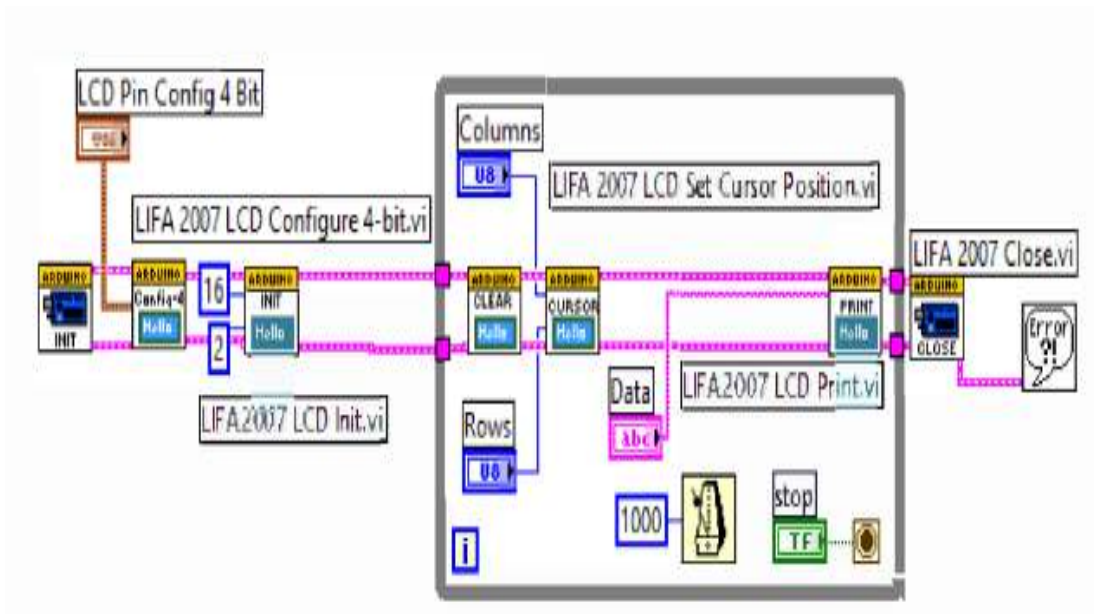 LCD Pin Config 4 Bit
LIFA 2007 LCD Configure 4-bit.vi
ARDUINO
INIT
ARDUINO
Config-4
Hello
16
2
ARDUINO
INIT
Hello
LIFA2007 LCD Init.vi
Columns
U8
LIFA 2007 LCD Set Cursor Position.vi
ARDUINO
CLEAR
Hello
ARDUINO
CURSOR
Hello
ARDUINO
PRINT
Hello
Rows
U8
Data
abc
LIFA2007 LCD Print.vi
1000
stop
TF
i
LIFA 2007 Close.vi
ARDUINO
CLOSE
Error
?!